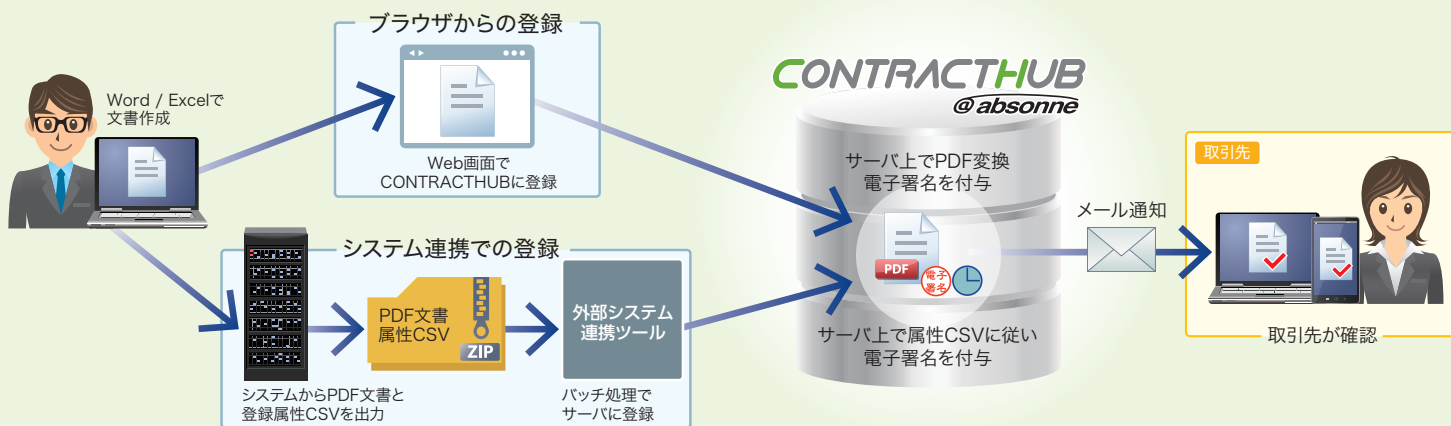 ブラウザからの登録
Word / Excelで
文書作成
Web画面で
CONTRACTHUBに登録
システム連携での登録
PDF文書
属性CSV
ZIP
外部システム
連携ツール
システムからPDF文書と
登録属性CSVを出力
バッチ処理で
サーバに登録
CONTRACTHUB
@absonne
サーバ上でPDF変換
電子署名を付与
PDF
電子
署名
サーバ上で属性CSVに従い
電子署名を付与
メール通知
取引先
取引先が確認